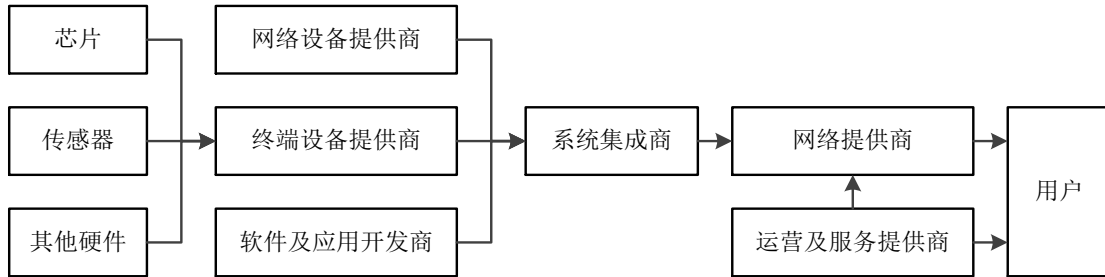 芯片
网络设备提供商
传感器
终端设备提供商
系统集成商
网络提供商
用户
其他硬件
软件及应用开发商
运营及服务提供商